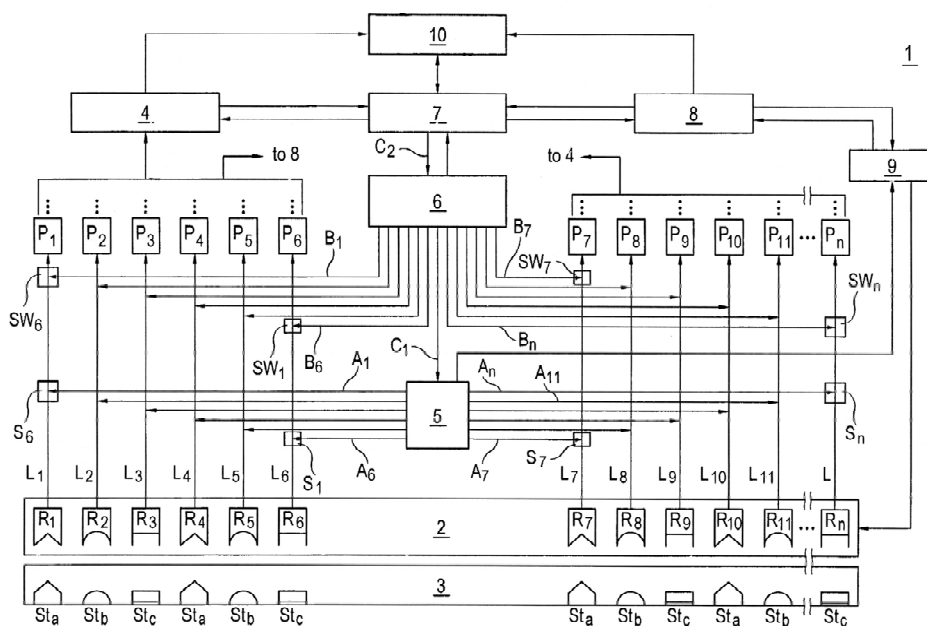 10
1
4
7
8
C2
to 8
to 4
9
6
P1 P2 P3 P4 P5 P6
P7 P8 P9 P10 P11 ... Pn
B1
B7
SW7
SW6
SWn
SW1
B6
C1
Bn
A1
An
A11
S6
5
Sn
S1
A6
A7
S7
L1 L2 L3 L4 L5 L6
L7 L8 L9 L10 L11 L
R1 R2 R3 R4 R5 R6 2 R7 R8 R9 R10 R11 ... Rn
3
Sta Stb Stc Sta Stb Stc
Sta Stb Stc Sta Stb Stc